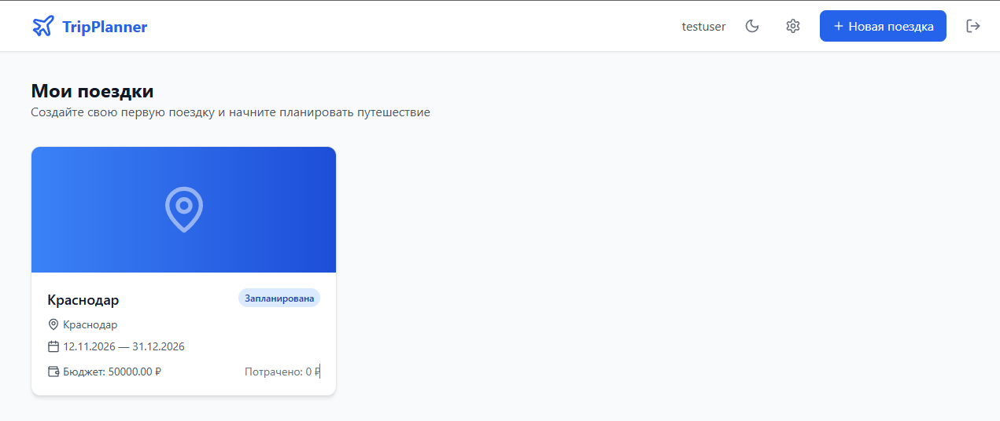 TripPlanner
testuser
+ Новая поездка
Мои поездки
Создайте свою первую поездку и начните планировать путешествие
Краснодар
Запланирована
Краснодар
12.11.2026 — 31.12.2026
Бюджет: 50000.00 ₽
Потрачено: 0 ₽